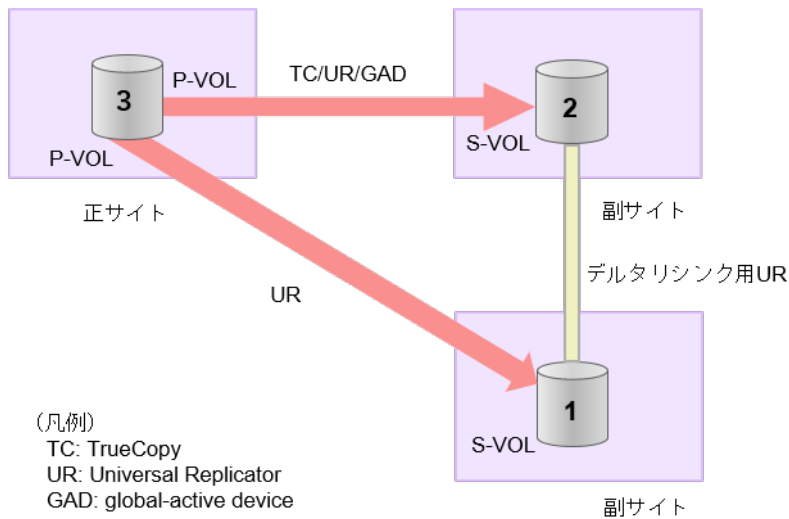 P-VOL
TC/UR/GAD
3
2
P-VOL
S-VOL
正サイト
副サイト
デルタリシンク用UR
UR
1
S-VOL
（凡例）
TC: TrueCopy
UR: Universal Replicator
GAD: global-active device
副サイト